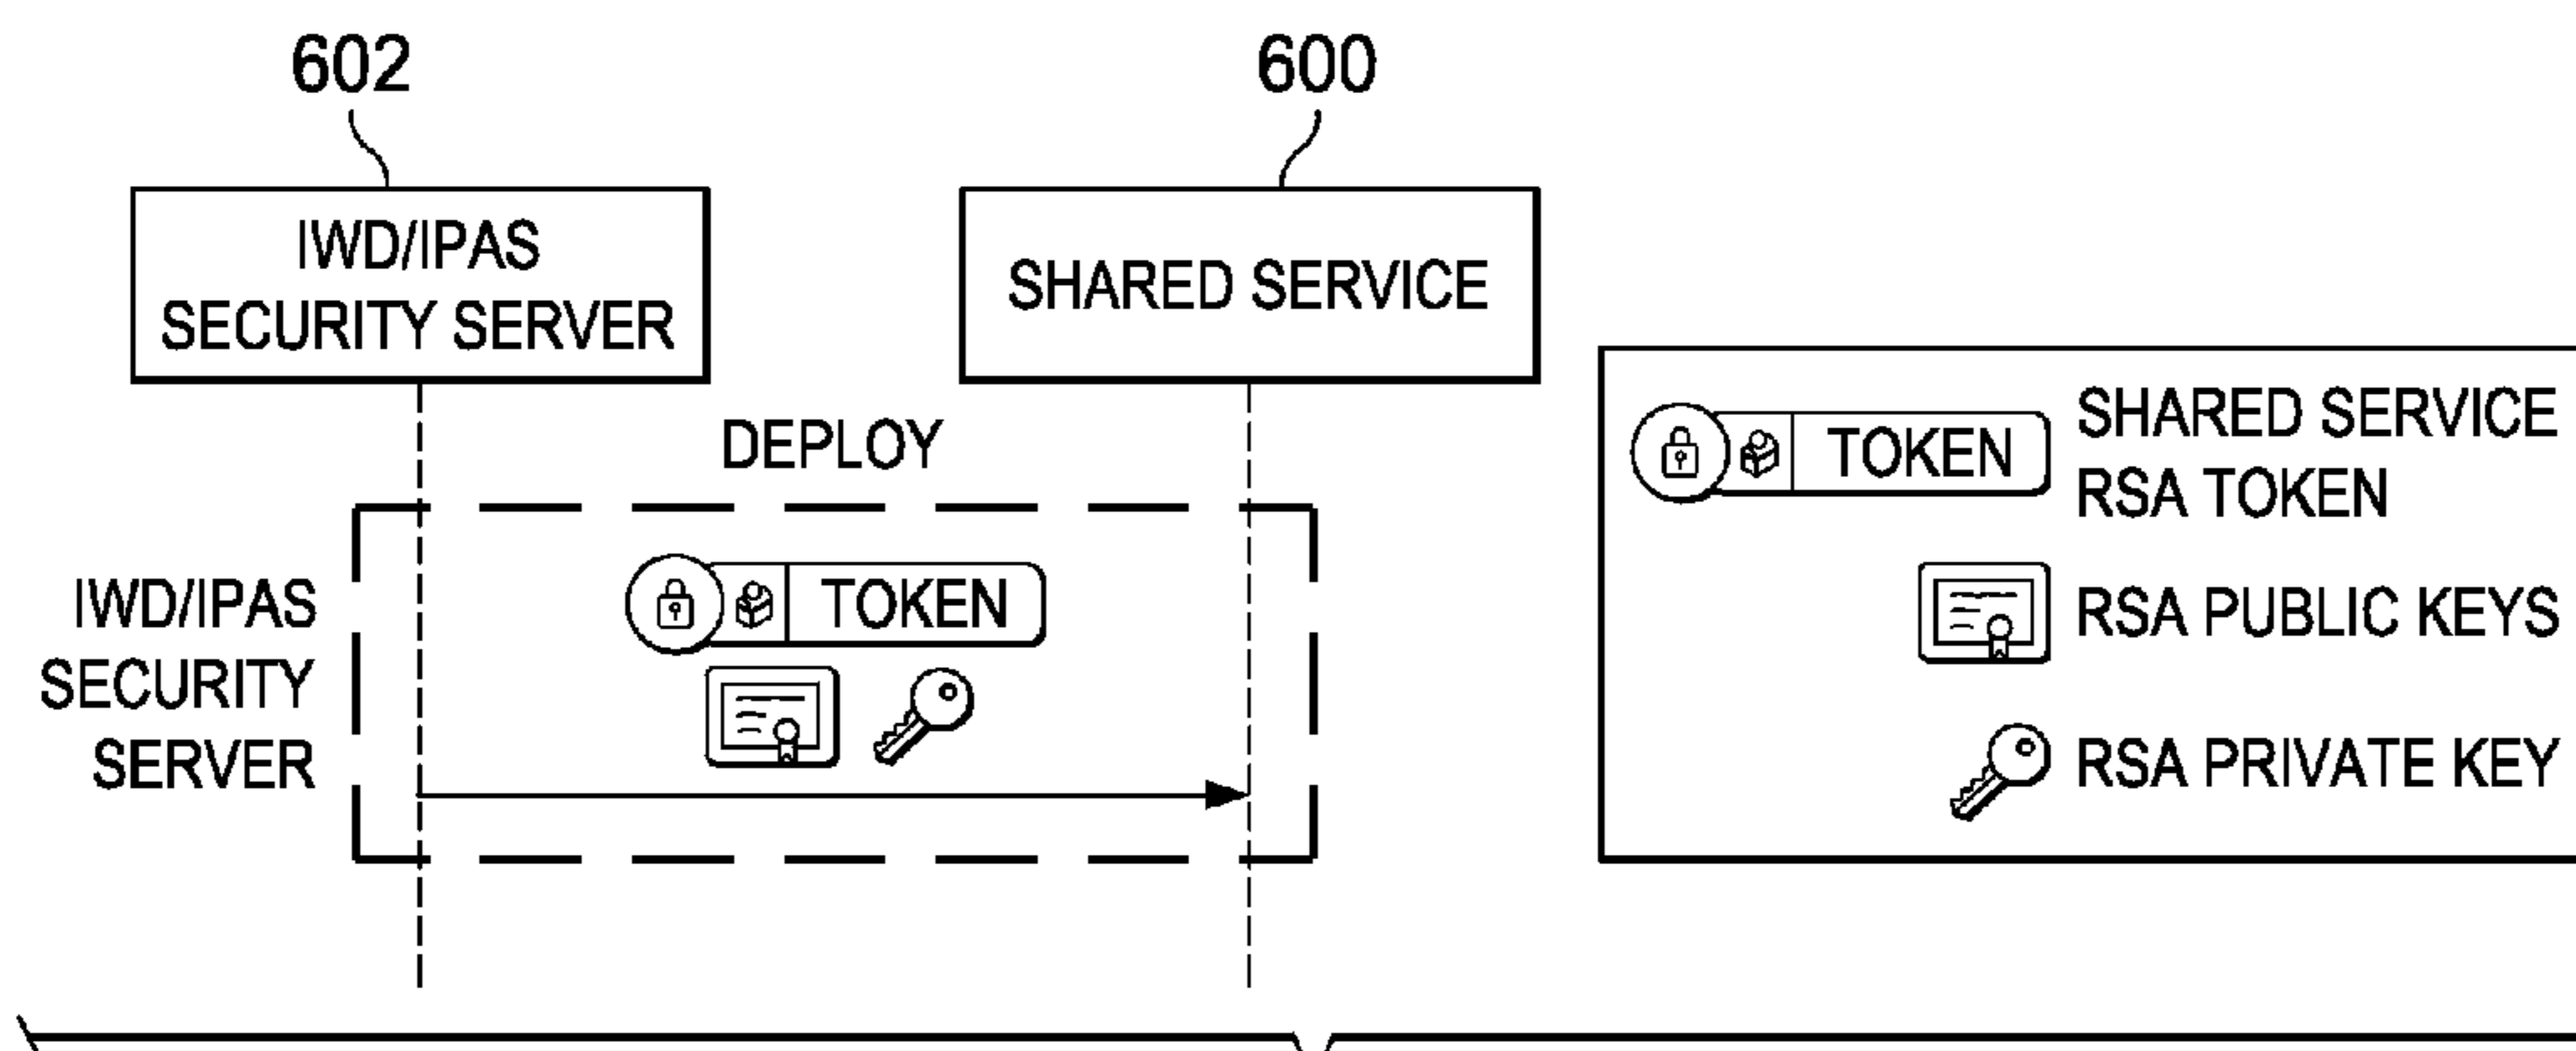 602
600
IWD/IPAS
SECURITY SERVER
SHARED SERVICE
DEPLOY
IWD/IPAS
SECURITY
SERVER
TOKEN
TOKEN
SHARED SERVICE
RSA TOKEN
RSA PUBLIC KEYS
RSA PRIVATE KEY